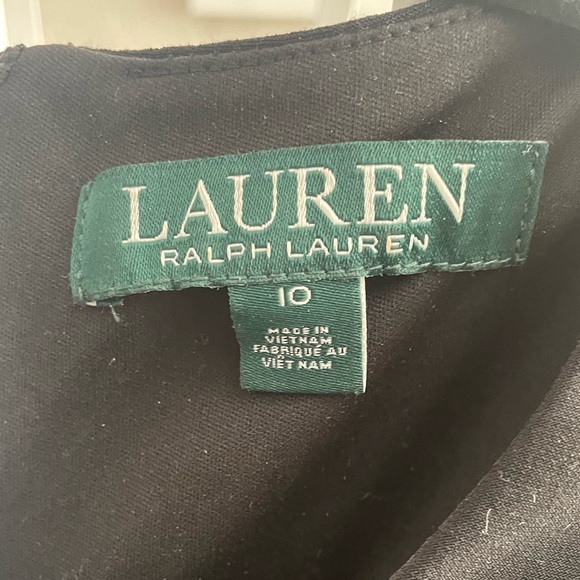 LAUREN
RALPH LAUREN
10
MADE IN
VIETNAM
FABRIQUÉ AU
VIÊT NAM